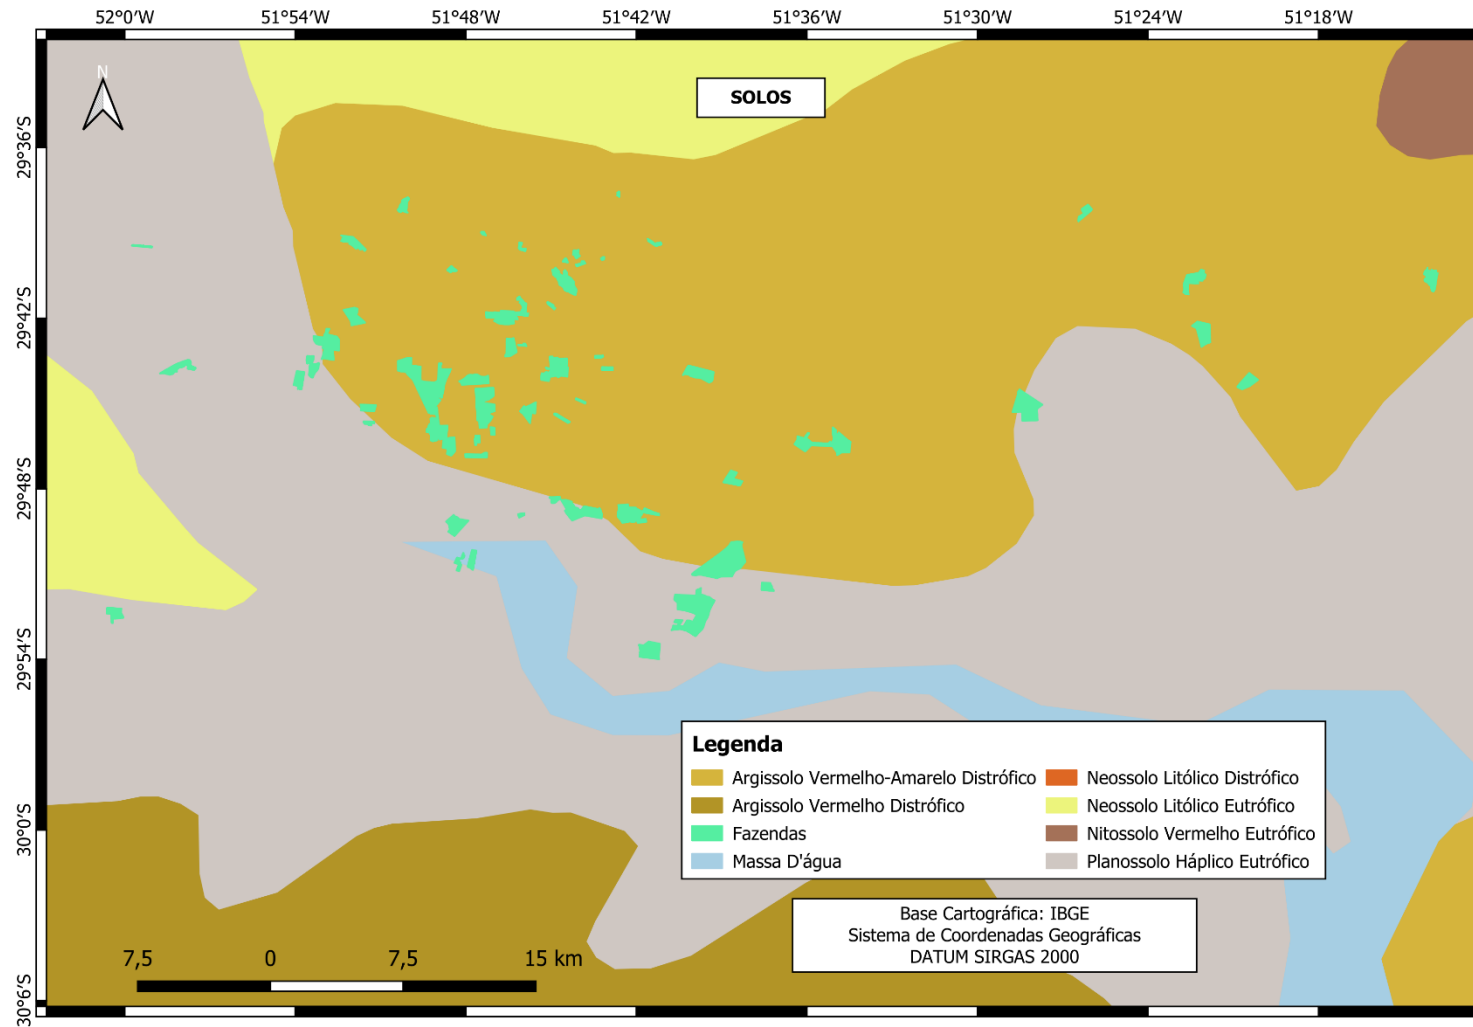 52°0'W 51°54'W 51°48'W 51°42'W 51°36'W 51°30'W 51°24'W 51°18'W
N
SOLOS
29°36'S
29°42'S
29°48'S
29°54'S
30°0'S
30°6'S
Legenda
Argissolo Vermelho-Amarelo Distrófico
Argissolo Vermelho Distrófico
Fazendas
Massa D'água
Neossolo Litólico Distrófico
Neossolo Litólico Eutrófico
Nitossolo Vermelho Eutrófico
Planossolo Háplico Eutrófico
Base Cartográfica: IBGE
Sistema de Coordenadas Geográficas
DATUM SIRGAS 2000
7,5 0 7,5 15 km